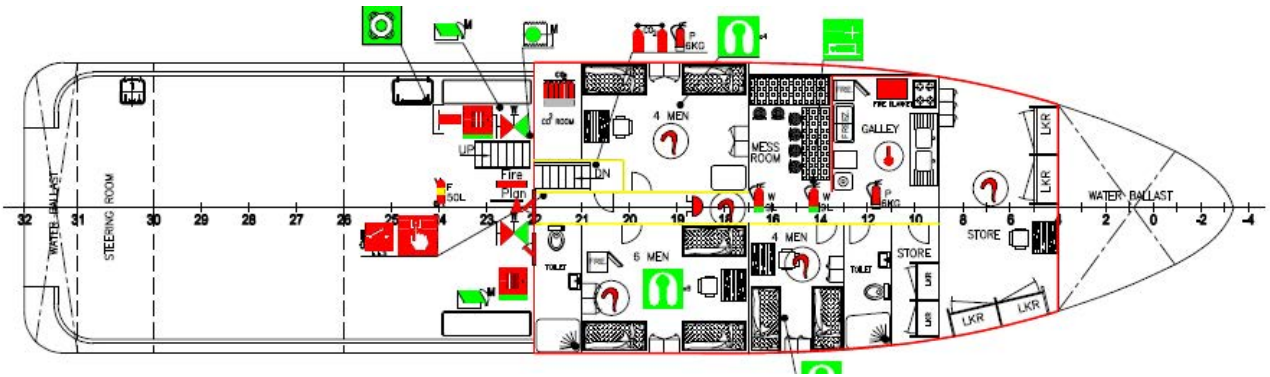 M
M
CO2
P
6KG
CO2
CO2 ROOM
4 MEN
FRE.
FIRE BLANKET
GALLEY
MESS
ROOM
LKR
LKR
UP
DN
Fire
Plan
F
50L
W
W
P
6KG
WATER BALLAST
STEERING ROOM
WATER BALLAST
32 31 30 29 28 27 26 25 24 23 22 21 20 19 18 16 14 12 10 8 6 4 2 0 -2 -4
STORE
TOILET
FRE.
6 MEN
4 MEN
TOILET
STORE
LKR
LKR
LKR
LKR
M